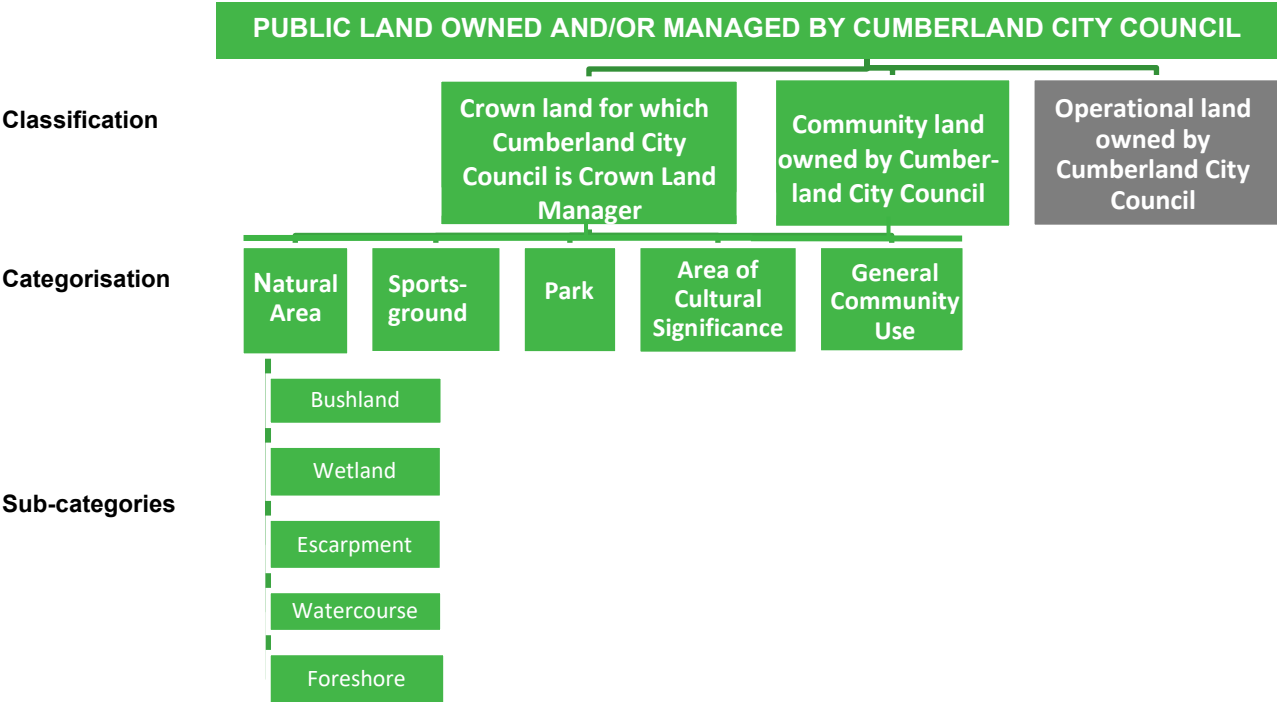 PUBLIC LAND OWNED AND/OR MANAGED BY CUMBERLAND CITY COUNCIL
Classification
Crown land for which
Cumberland City
Council is Crown Land
Manager
Community land
owned by Cumber-
land City Council
Operational land
owned by
Cumberland City
Council
Categorisation
Natural
Area
Sports-
ground
Park
Area of
Cultural
Significance
General
Community
Use
Sub-categories
Bushland
Wetland
Escarpment
Watercourse
Foreshore